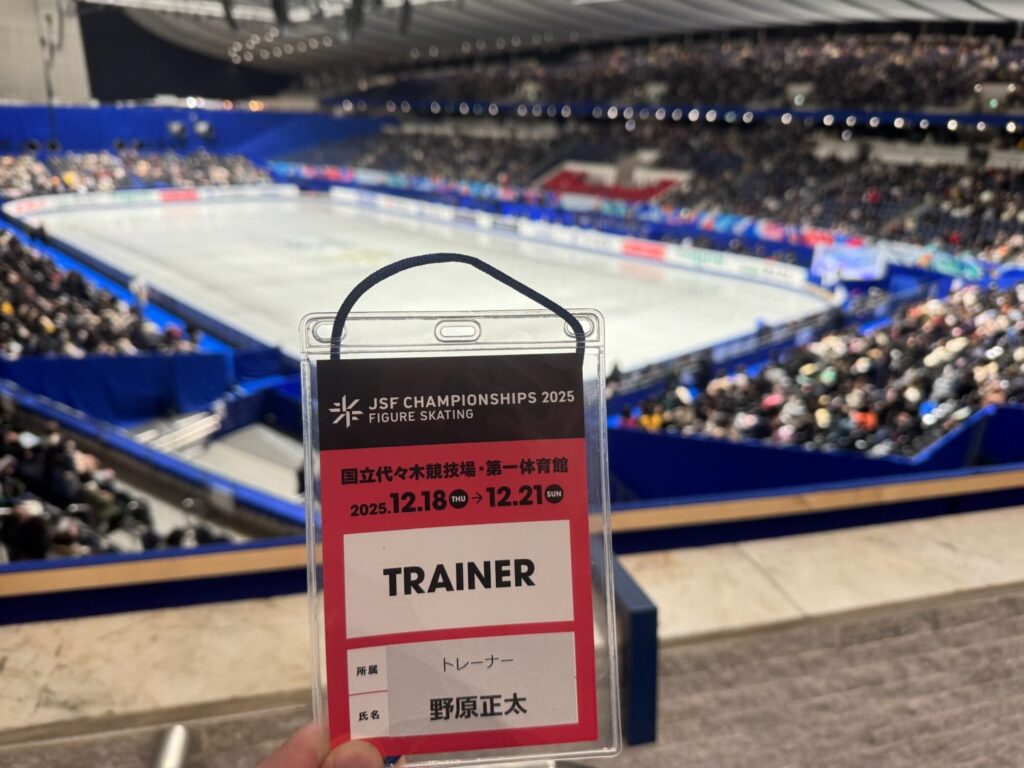 JSF CHAMPIONSHIPS 2025
FIGURE SKATING
国立代々木競技場・第一体育館
2025.12.18 THU → 12.21 SUN
TRAINER
所属 トレーナー
氏名 野原正太